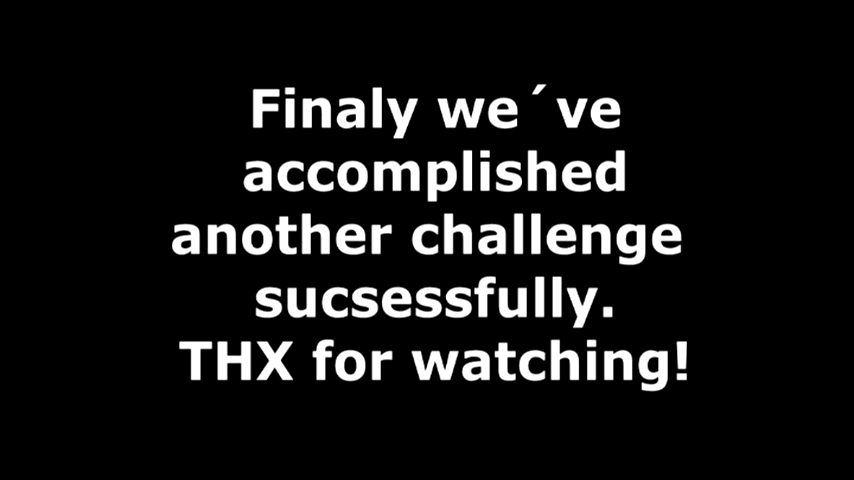 Finaly we´ve
accomplished
another challenge
sucsessfully.
THX for watching!